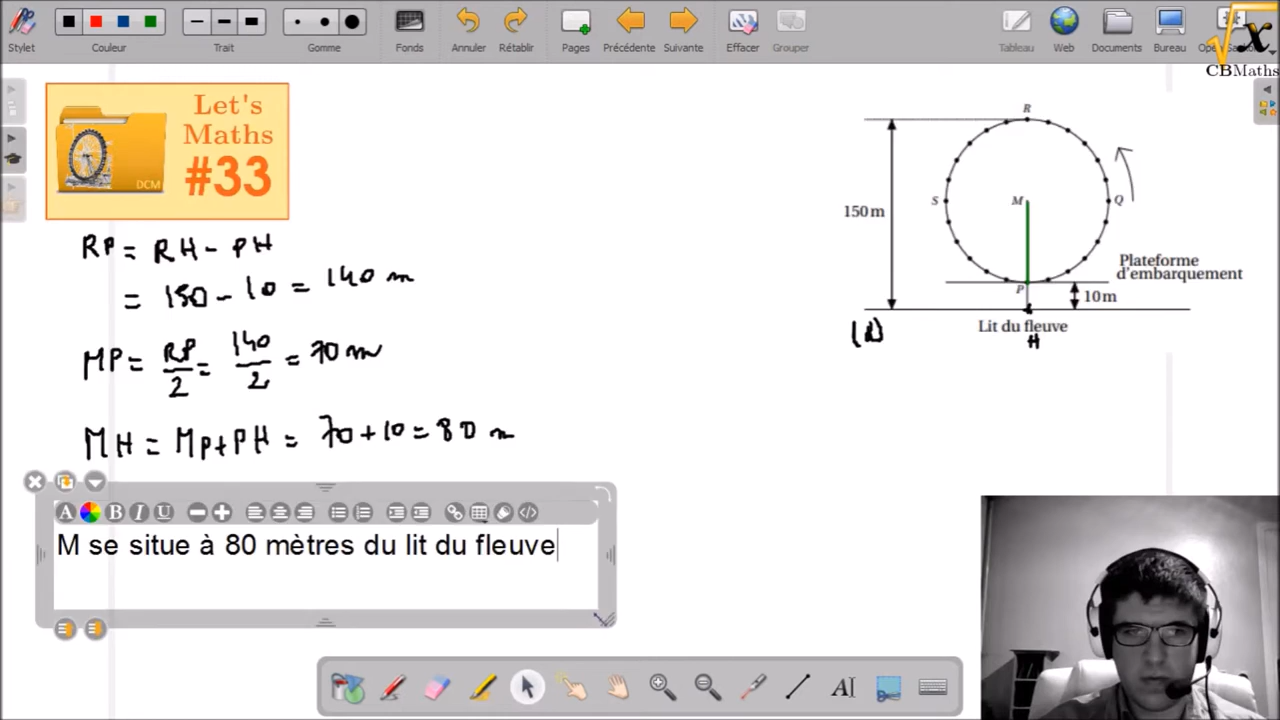 Stylet
Couleur
Trait
Gomme
Fonds
Annuler
Rétablir
Pages
Précédente
Suivante
Effacer
Grouper
Tableau
Web
Documents
Bureau
x
CBMaths
Let's
Maths
#33
DCM
RP = RH - PH
= 150 - 10 = 140 m
MP = RP/2 = 140/2 = 70 m
MH = MP + PH = 70 + 10 = 80 m
A B I U
M se situe à 80 mètres du lit du fleuve
R
S
M
Q
150 m
Plateforme
d'embarquement
P
10 m
Lit du fleuve
H